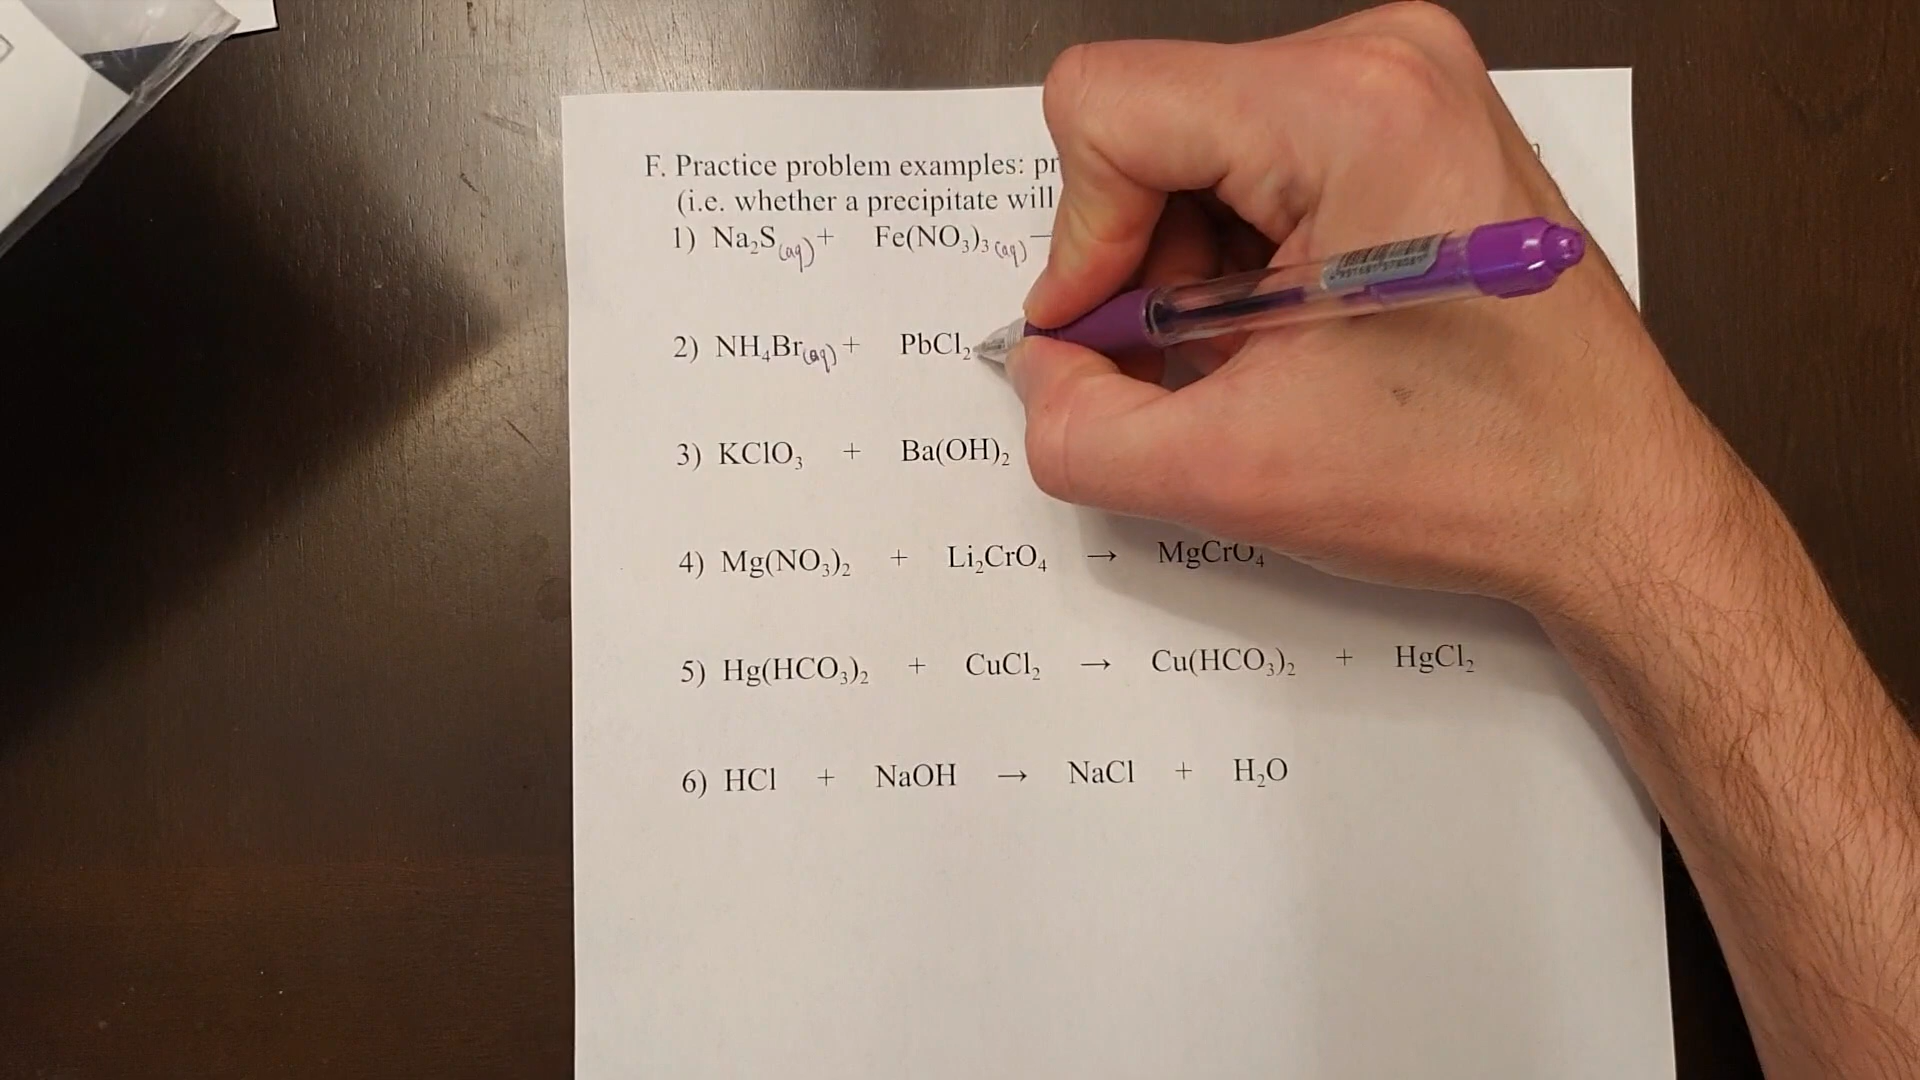 F. Practice problem examples:
(i.e. whether a precipitate will
1) Na₂S(aq) + Fe(NO₃)₃(aq)
2) NH₄Br(aq) + PbCl₂
3) KClO₃ + Ba(OH)₂
4) Mg(NO₃)₂ + Li₂CrO₄ → MgCrO₄
5) Hg(HCO₃)₂ + CuCl₂ → Cu(HCO₃)₂ + HgCl₂
6) HCl + NaOH → NaCl + H₂O